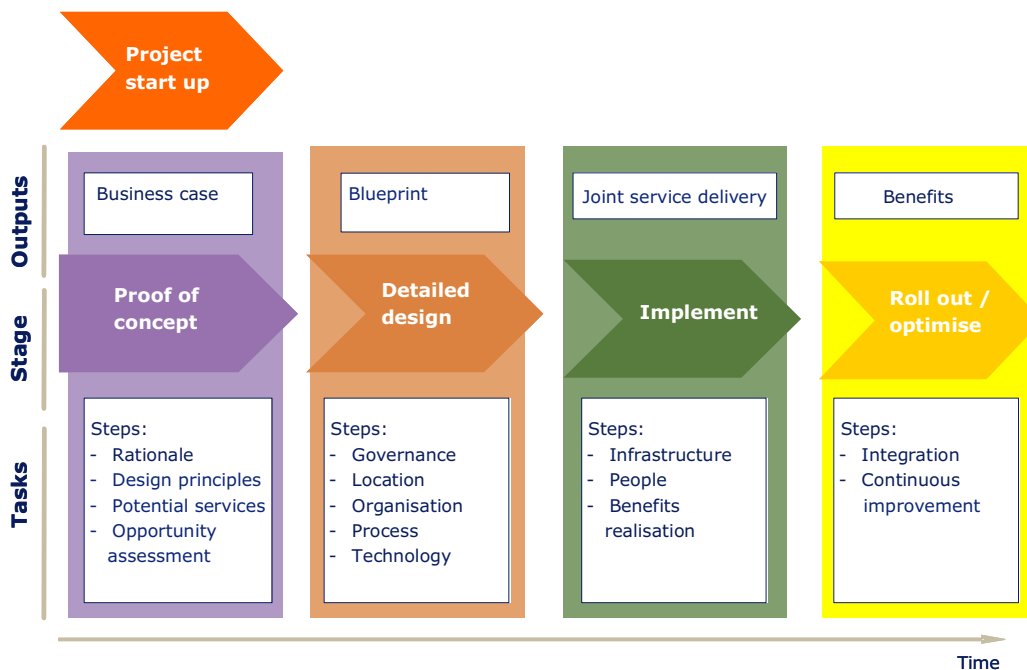 Project
start up
Outputs
Business case
Blueprint
Joint service delivery
Benefits
Stage
Proof of
concept
Detailed
design
Implement
Roll out /
optimise
Tasks
Steps:
- Rationale
- Design principles
- Potential services
- Opportunity
assessment
Steps:
- Governance
- Location
- Organisation
- Process
- Technology
Steps:
- Infrastructure
- People
- Benefits
realisation
Steps:
- Integration
- Continuous
improvement
Time